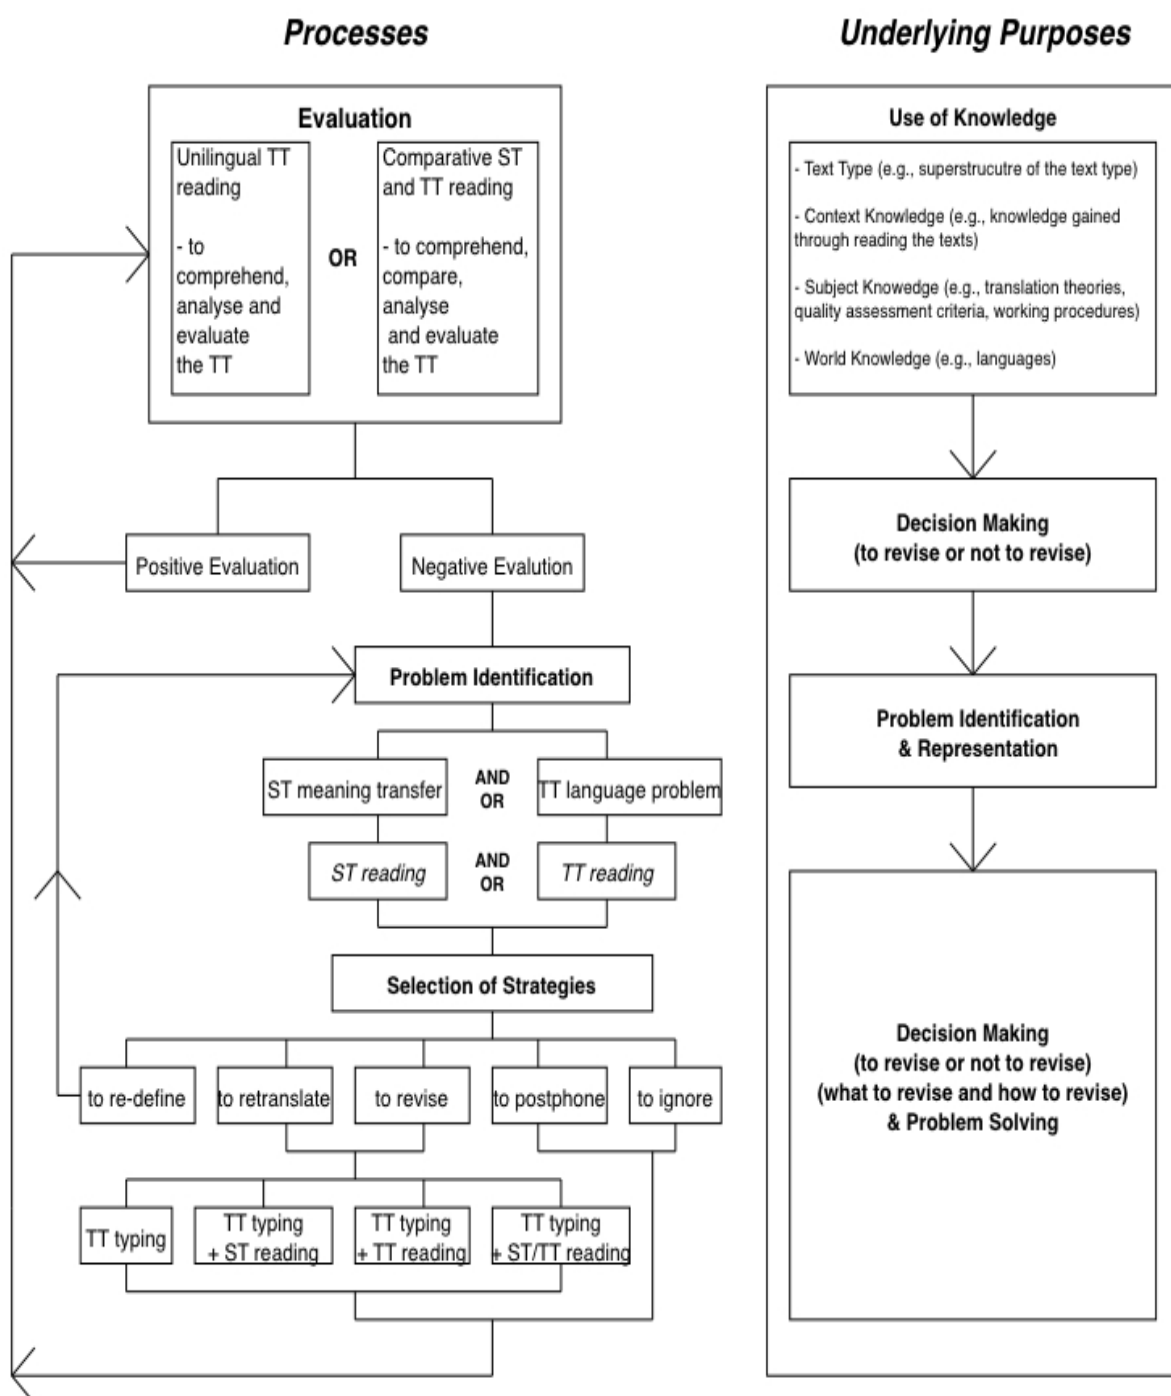 Processes
Underlying Purposes
Evaluation
Unilingual TT
reading
- to
comprehend,
analyse and
evaluate
the TT
OR
Comparative ST
and TT reading
- to comprehend,
compare,
analyse
and evaluate
the TT
Positive Evaluation
Negative Evalution
Problem Identification
ST meaning transfer
AND
OR
TT language problem
ST reading
AND
OR
TT reading
Selection of Strategies
to re-define
to retranslate
to revise
to postphone
to ignore
TT typing
TT typing
+ ST reading
TT typing
+ TT reading
TT typing
+ ST/TT reading
Use of Knowledge
- Text Type (e.g., superstrucutre of the text type)
- Context Knowledge (e.g., knowledge gained
through reading the texts)
- Subject Knowedge (e.g., translation theories,
quality assessment criteria, working procedures)
- World Knowledge (e.g., languages)
Decision Making
(to revise or not to revise)
Problem Identification
& Representation
Decision Making
(to revise or not to revise)
(what to revise and how to revise)
& Problem Solving